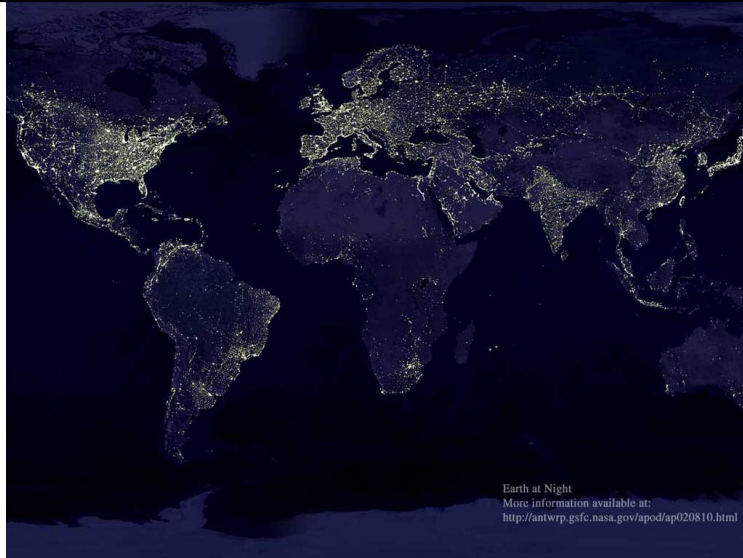 Earth at Night
More information available at:
http://antwrp.gsfc.nasa.gov/apod/ap020810.html